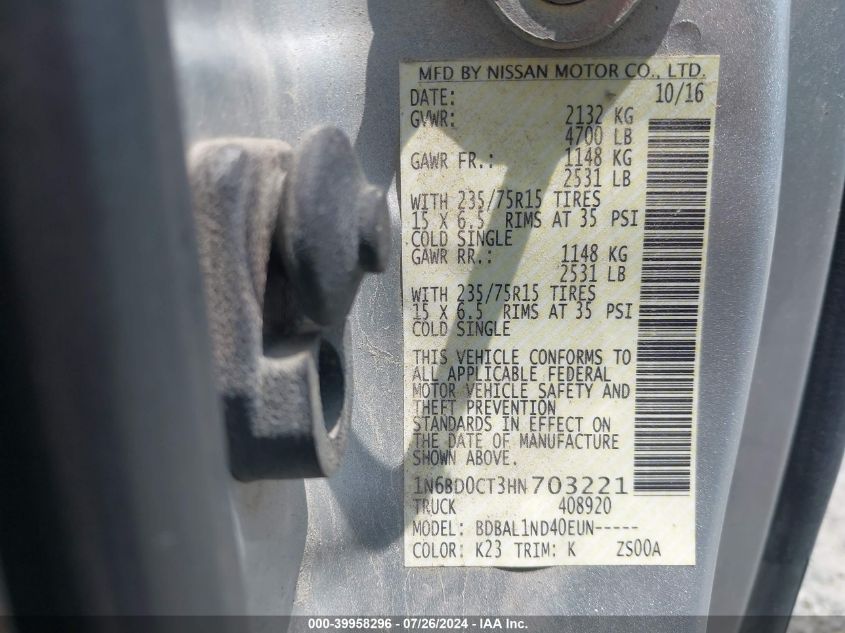 MFD BY NISSAN MOTOR CO., LTD.
DATE: 10/16
GVWR: 2132 KG
4700 LB
GAWR FR.: 1148 KG
2531 LB
WITH 235/75R15 TIRES
15 X 6.5 RIMS AT 35 PSI
COLD SINGLE
GAWR RR.: 1148 KG
2531 LB
WITH 235/75R15 TIRES
15 X 6.5 RIMS AT 35 PSI
COLD SINGLE
THIS VEHICLE CONFORMS TO
ALL APPLICABLE FEDERAL
MOTOR VEHICLE SAFETY AND
THEFT PREVENTION
STANDARDS IN EFFECT ON
THE DATE OF MANUFACTURE
SHOWN ABOVE.
1N6BD0CT3HN703221
TRUCK 408920
MODEL: BDBAL1ND40EUN-----
COLOR: K23 TRIM: K ZS00A
000-39958296 - 07/26/2024 - IAA Inc.